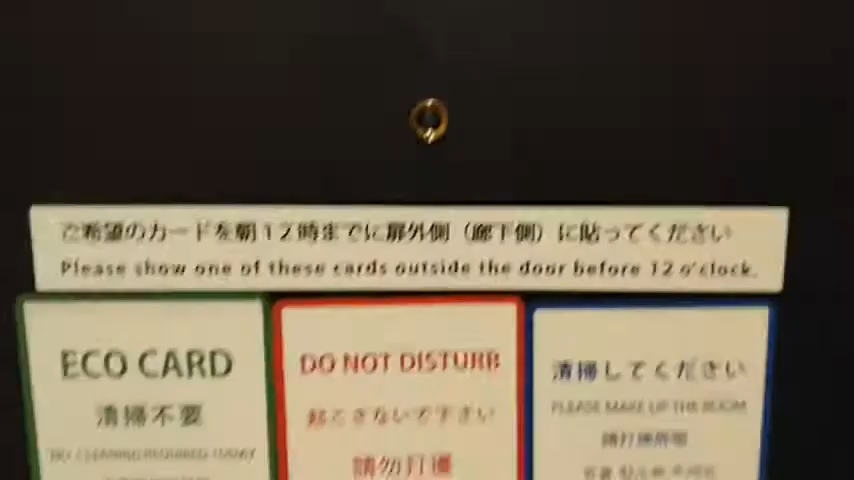 ご希望のカードを朝12時までに扉外側（廊下側）に貼ってください
Please show one of these cards outside the door before 12 o'clock.
ECO CARD
清掃不要
NO CLEANING REQUIRED TODAY
DO NOT DISTURB
起こさないで下さい
請勿打擾
清掃してください
PLEASE MAKE UP THE ROOM
請打掃房間